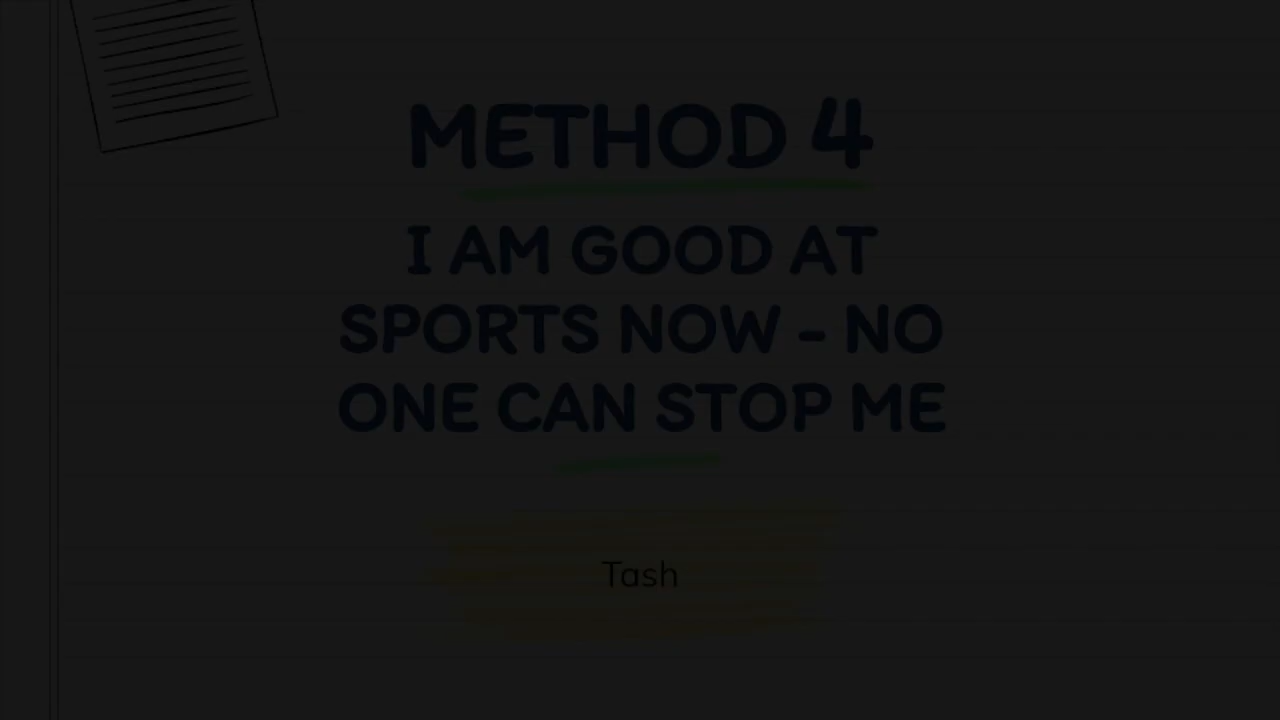 METHOD 4
I AM GOOD AT
SPORTS NOW - NO
ONE CAN STOP ME
Tash